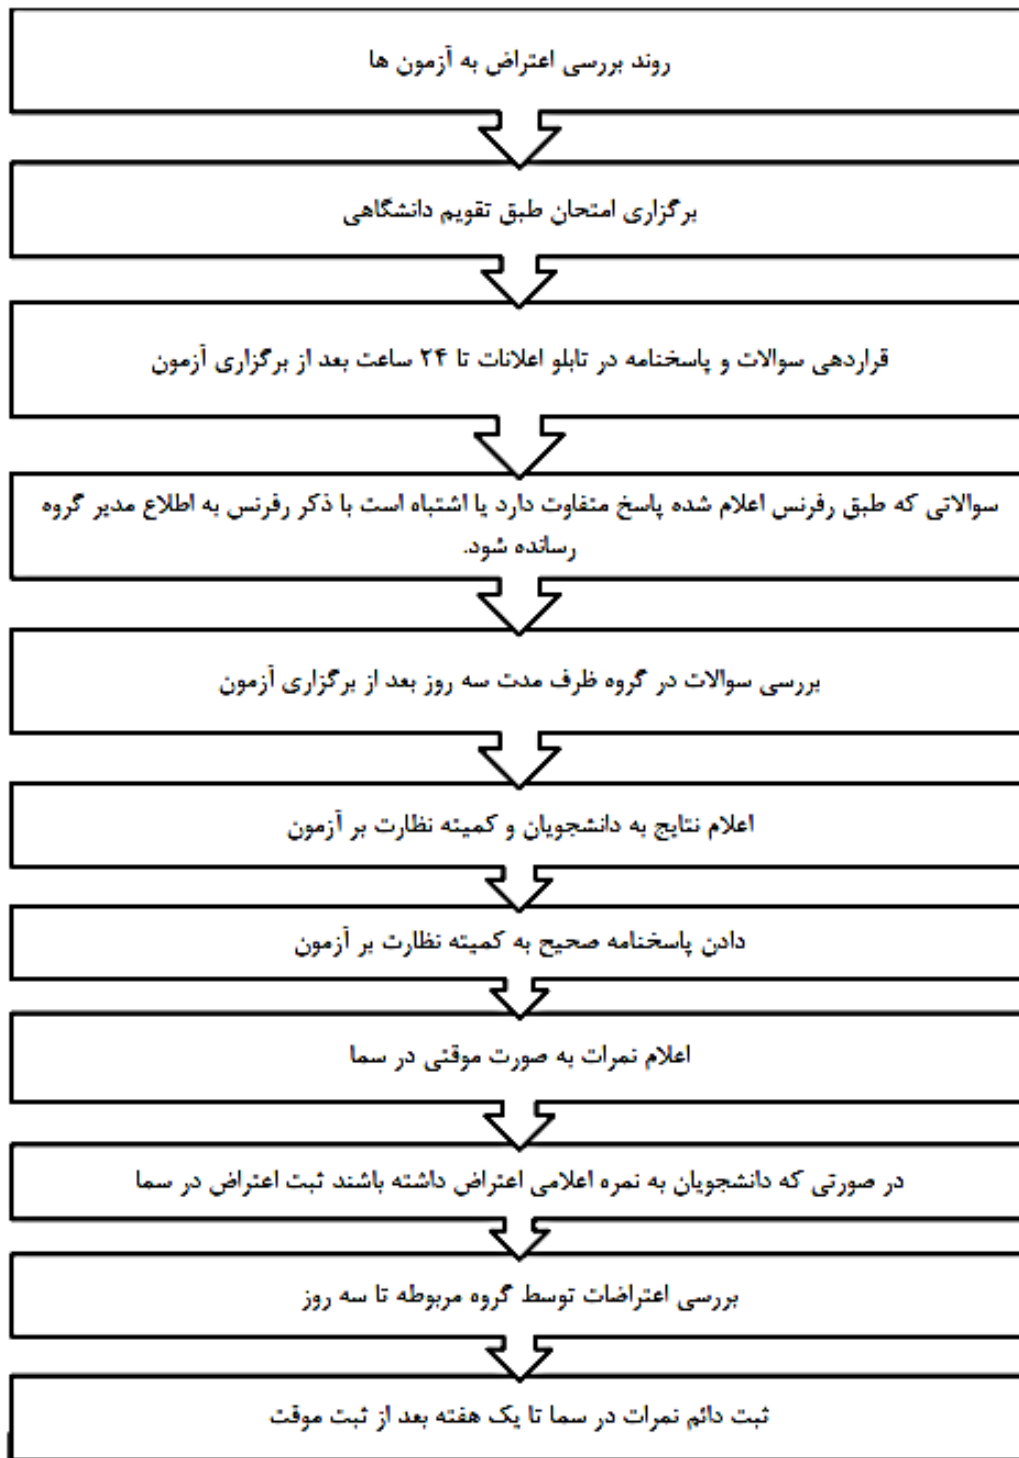 روند بررسی اعتراض به آزمون ها
برگزاری امتحان طبق تقویم دانشگاهی
قراردهی سوالات و پاسخنامه در تابلو اعلانات تا ۲۴ ساعت بعد از برگزاری آزمون
سوالاتی که طبق رفرنس اعلام شده پاسخ متفاوت دارد یا اشتباه است با ذکر رفرنس به اطلاع مدیر گروه
رسانده شود.
بررسی سوالات در گروه ظرف مدت سه روز بعد از برگزاری آزمون
اعلام نتایج به دانشجویان و کمیته نظارت بر آزمون
دادن پاسخنامه صحیح به کمیته نظارت بر آزمون
اعلام نمرات به صورت موقتی در سما
در صورتی که دانشجویان به نمره اعلامی اعتراض داشته باشند ثبت اعتراض در سما
بررسی اعتراضات توسط گروه مربوطه تا سه روز
ثبت دائم نمرات در سما تا یک هفته بعد از ثبت موقت